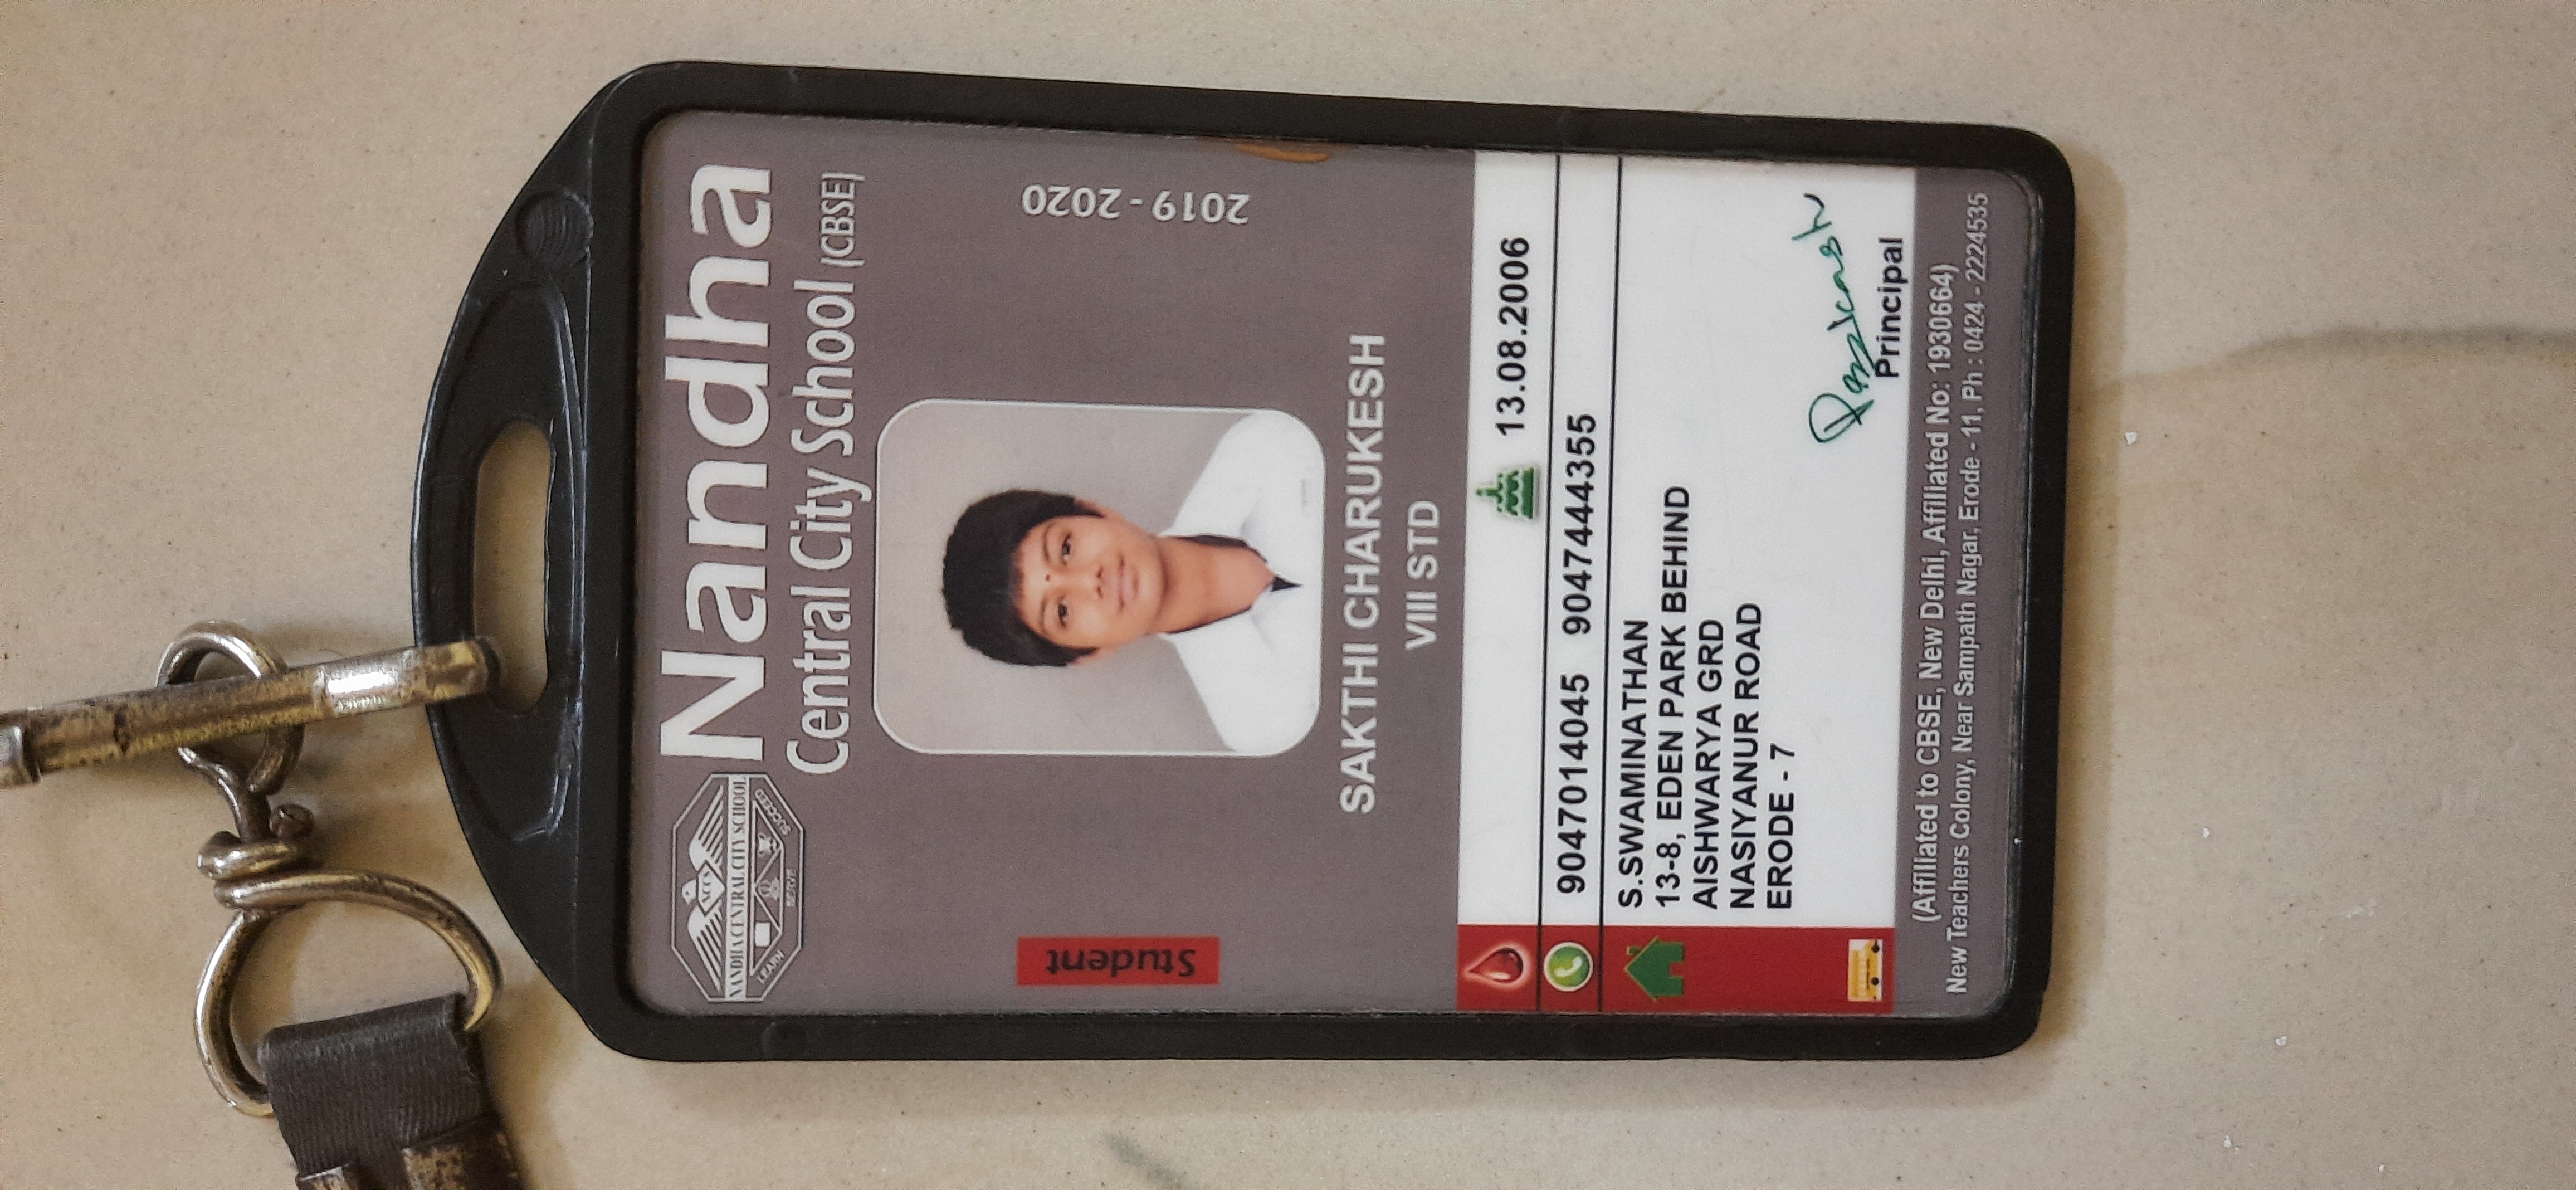 NCCS
NANDHA CENTRAL CITY SCHOOL
LEARN
SERVE
SUCCEED
Nandha
Central City School (CBSE)
Student
2019 - 2020
SAKTHI CHARUKESH
VIII STD
13.08.2006
9047014045 9047444355
S.SWAMINATHAN
13-8, EDEN PARK BEHIND
AISHWARYA GRD
NASIYANUR ROAD
ERODE - 7
Principal
(Affiliated to CBSE, New Delhi, Affiliated No: 1930664)
New Teachers Colony, Near Sampath Nagar, Erode - 11, Ph : 0424 - 2224535